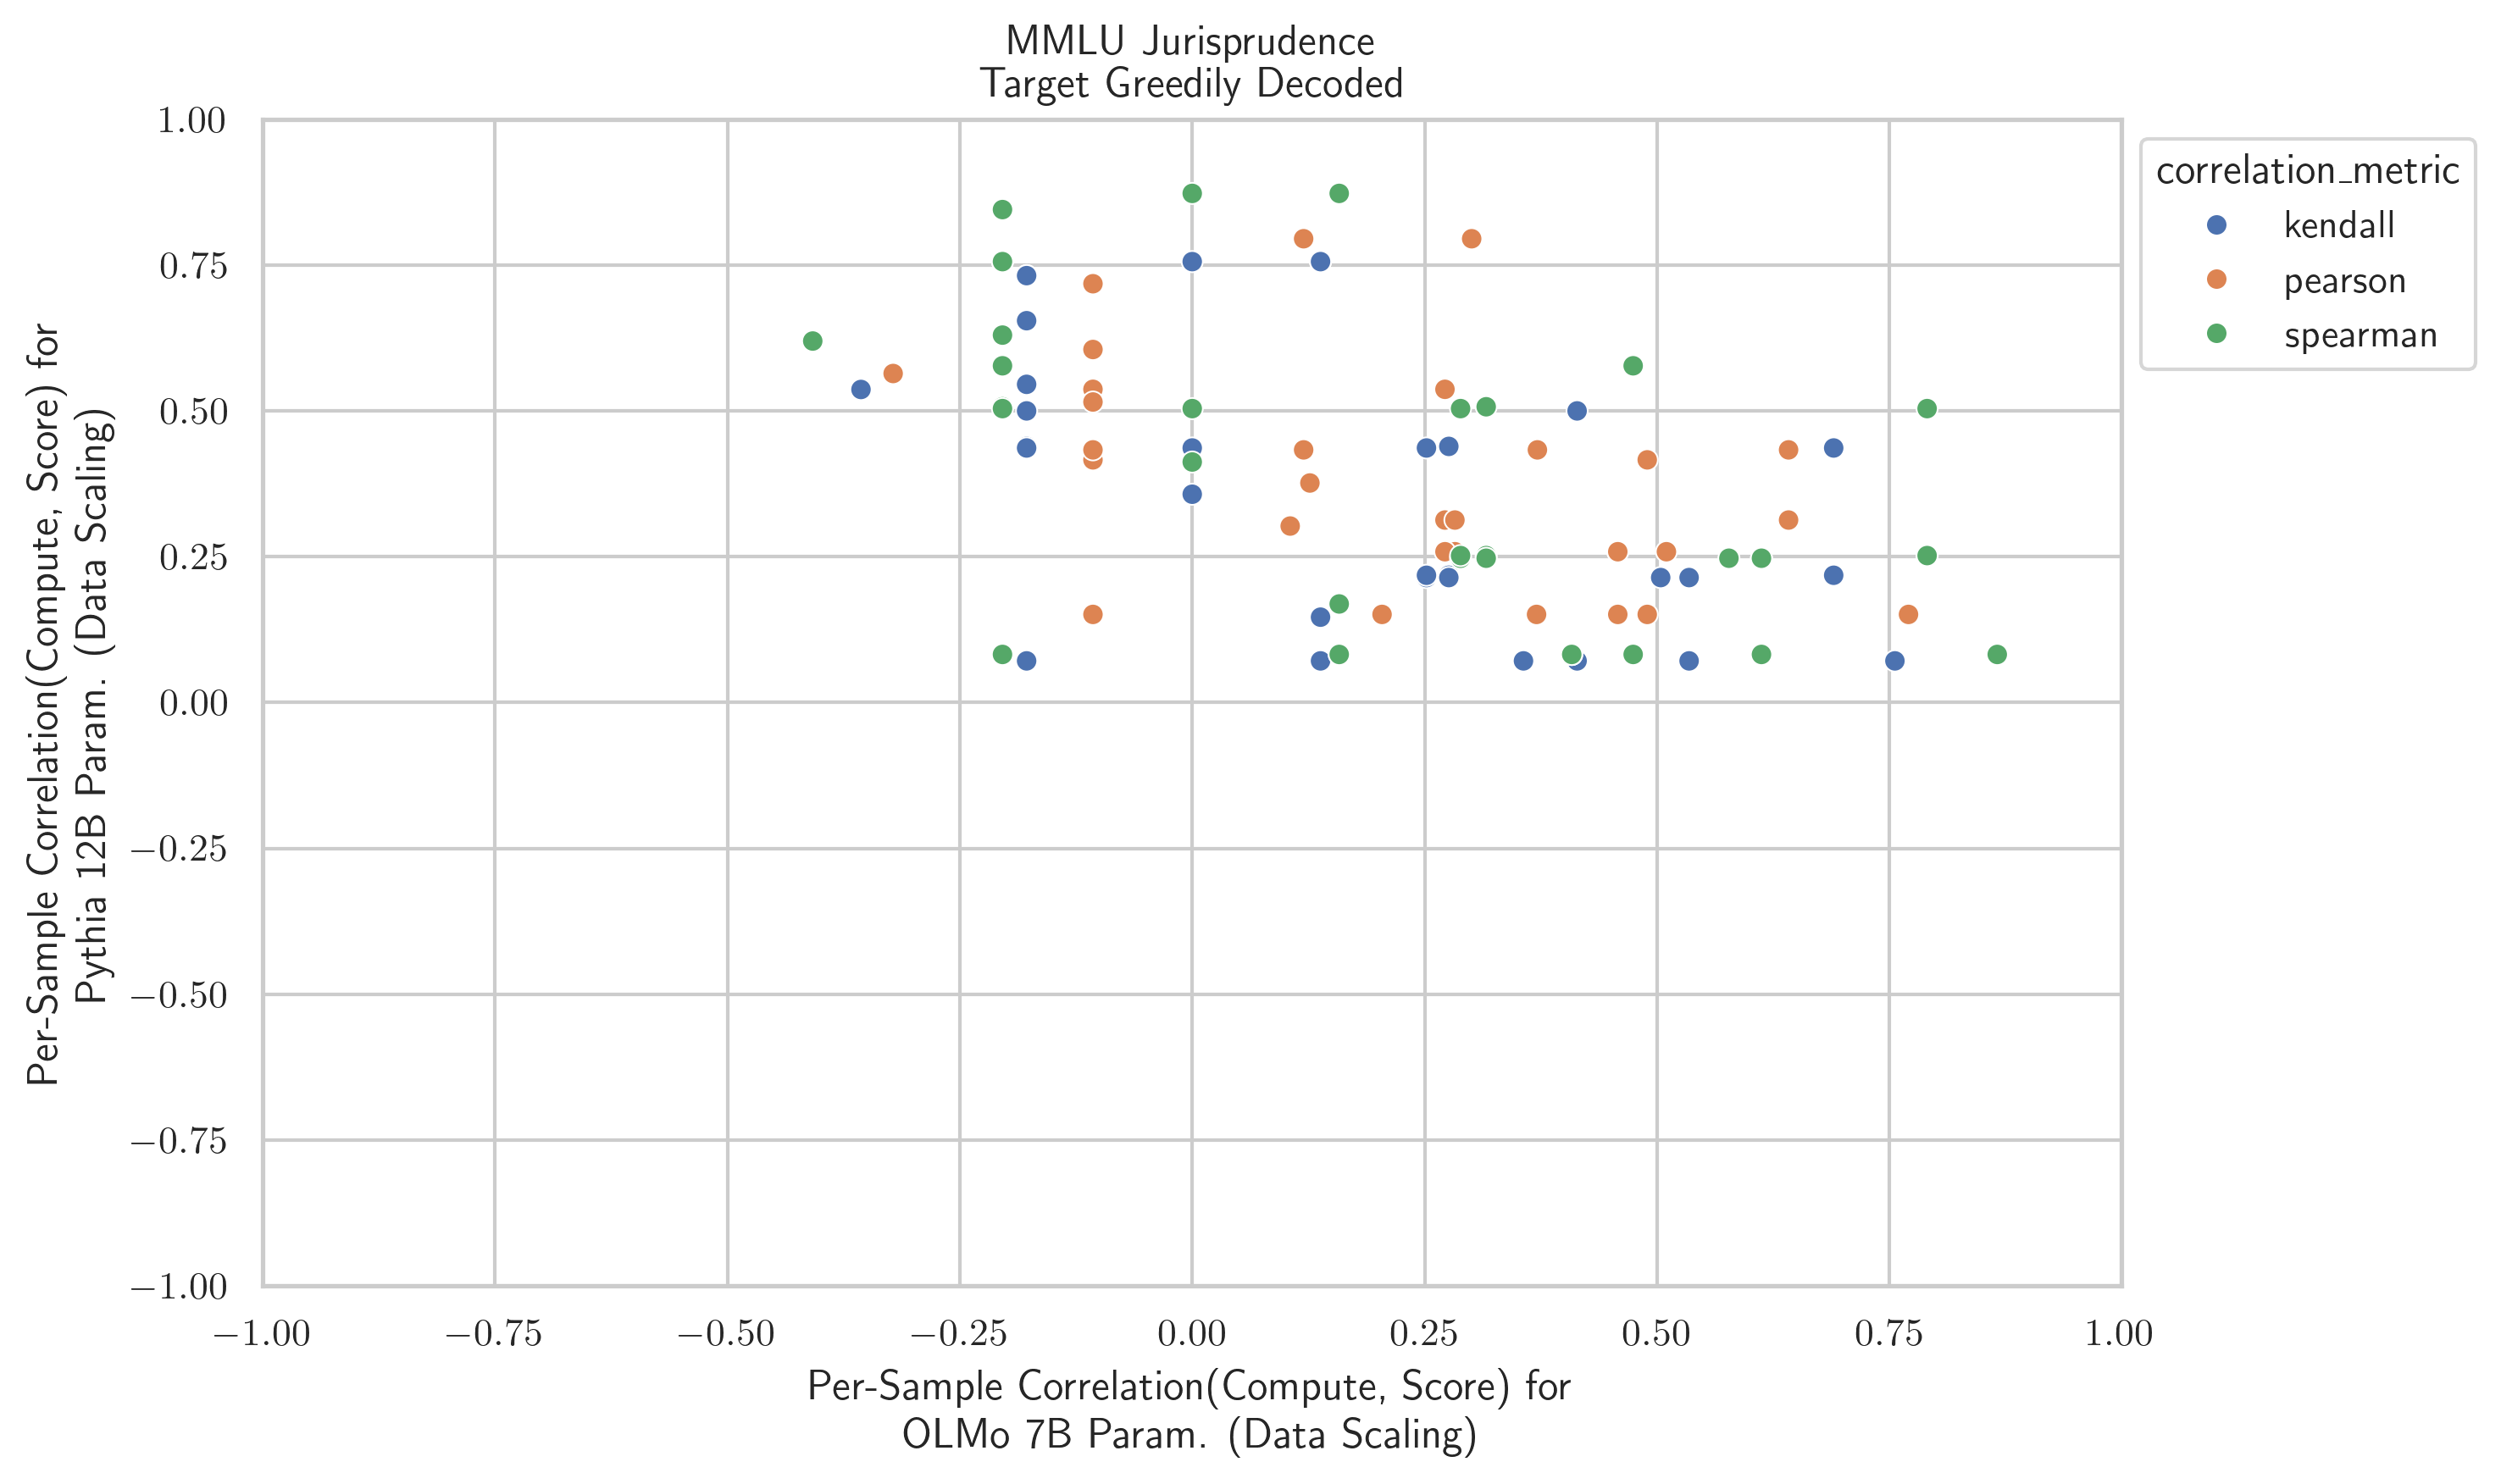 MMLU Jurisprudence
Target Greedily Decoded
Per-Sample Correlation(Compute, Score) for
Pythia 12B Param. (Data Scaling)
1.00
0.75
0.50
0.25
0.00
−0.25
−0.50
−0.75
−1.00
−1.00 −0.75 −0.50 −0.25 0.00 0.25 0.50 0.75 1.00
Per-Sample Correlation(Compute, Score) for
OLMo 7B Param. (Data Scaling)
correlation_metric
kendall
pearson
spearman